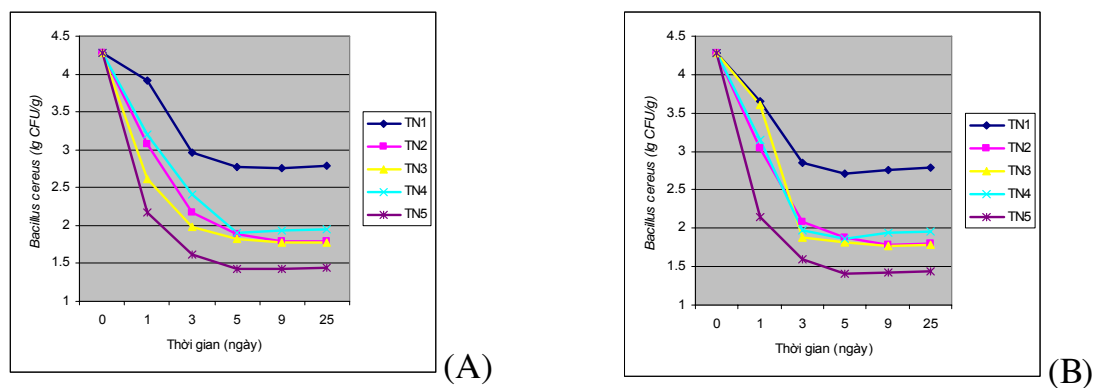 4.5
4
3.5
3
2.5
2
1.5
1
Bacillus cereus (lg CFU/g)
0 1 3 5 9 25
Thời gian (ngày)
TN1
TN2
TN3
TN4
TN5
(A)
4.5
4
3.5
3
2.5
2
1.5
1
Bacillus cereus (lg CFU/g)
0 1 3 5 9 25
Thời gian (ngày)
TN1
TN2
TN3
TN4
TN5
(B)